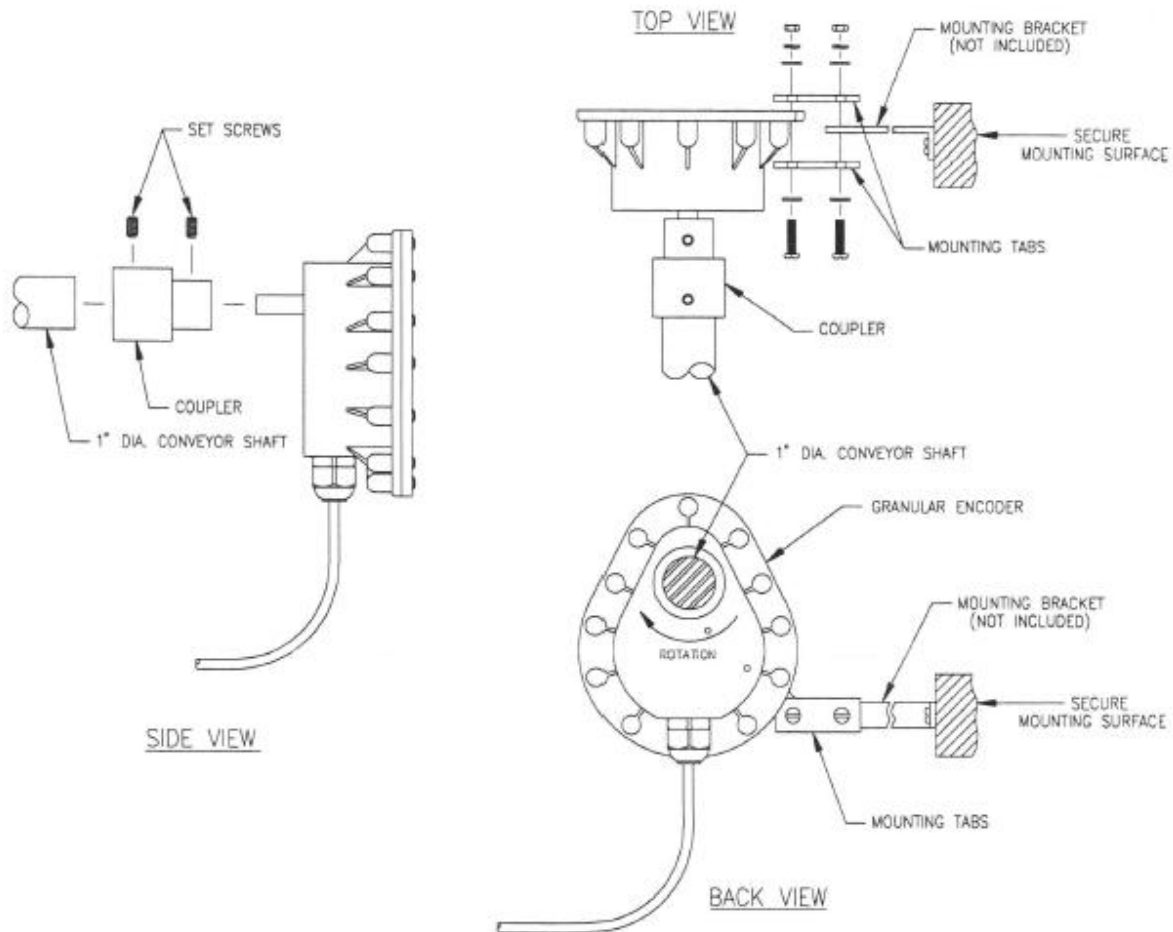 TOP VIEW
MOUNTING BRACKET
(NOT INCLUDED)
SET SCREWS
SECURE
MOUNTING SURFACE
MOUNTING TABS
COUPLER
COUPLER
1" DIA. CONVEYOR SHAFT
1" DIA. CONVEYOR SHAFT
GRANULAR ENCODER
MOUNTING BRACKET
(NOT INCLUDED)
ROTATION
SECURE
MOUNTING SURFACE
SIDE VIEW
MOUNTING TABS
BACK VIEW